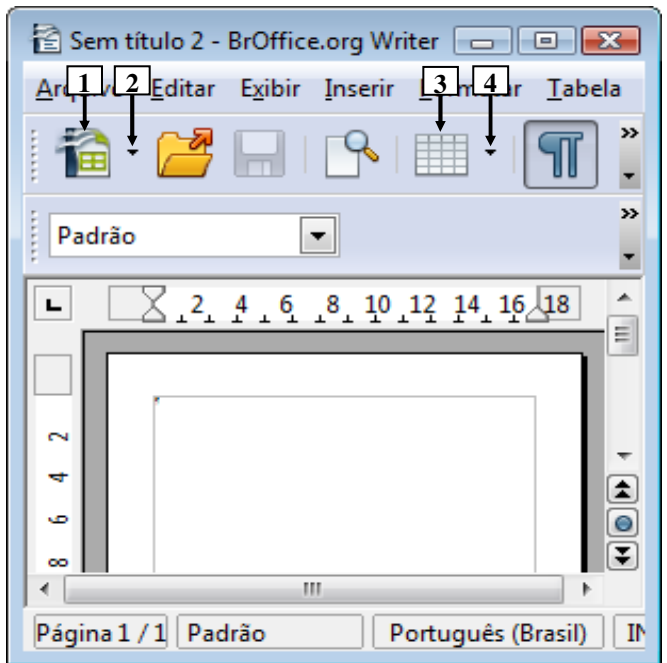 Sem título 2 - BrOffice.org Writer
1 2 3 4
Editar Exibir Inserir Tabela
Padrão
2 4 6 8 10 12 14 16 18
2
4
6
8
Página 1 / 1 Padrão Português (Brasil)